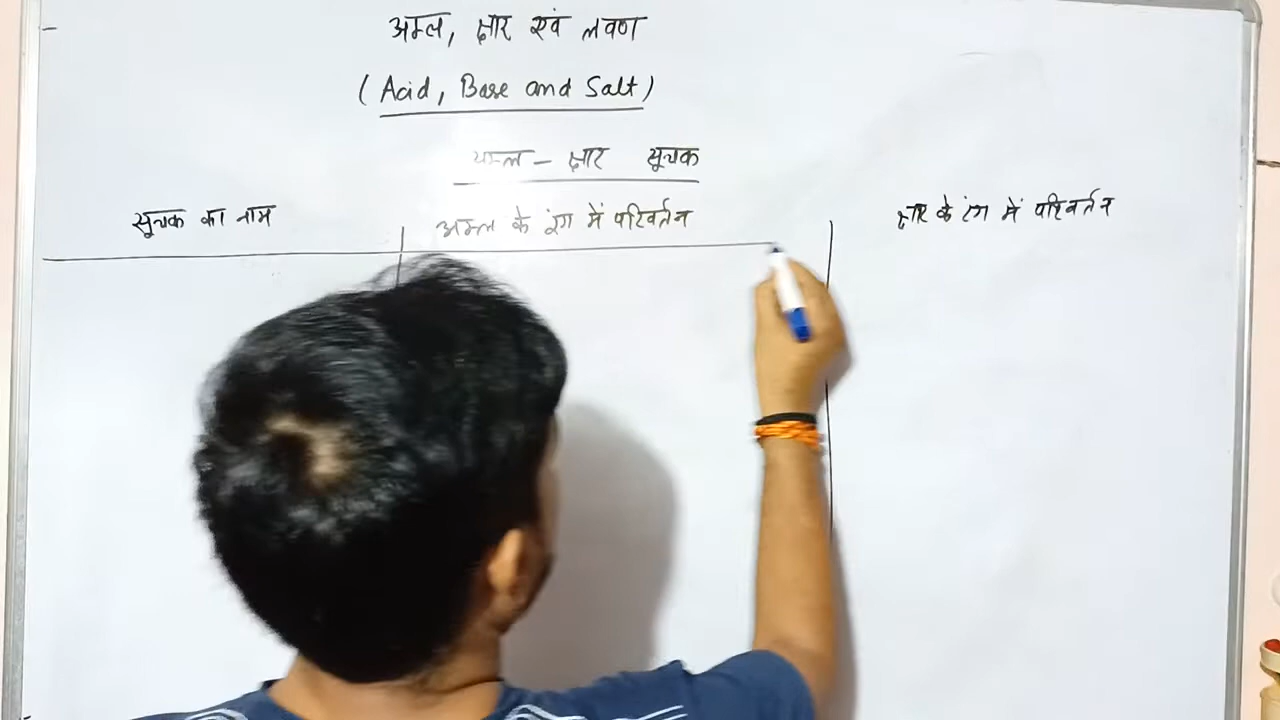 अम्ल, क्षार एवं लवण
(Acid, Base and Salt)
अम्ल - क्षार सूचक
सूचक का नाम
अम्ल के रंग में परिवर्तन
क्षार के रंग में परिवर्तन